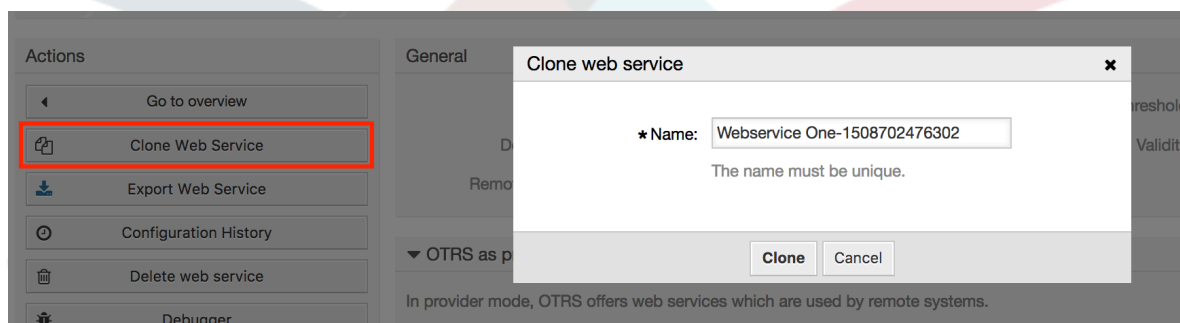 Actions
Go to overview
Clone Web Service
Export Web Service
Configuration History
Delete web service
Debugger
General
Clone web service
* Name: Webservice One-1508702476302
The name must be unique.
Clone Cancel
OTRS as p
In provider mode, OTRS offers web services which are used by remote systems.